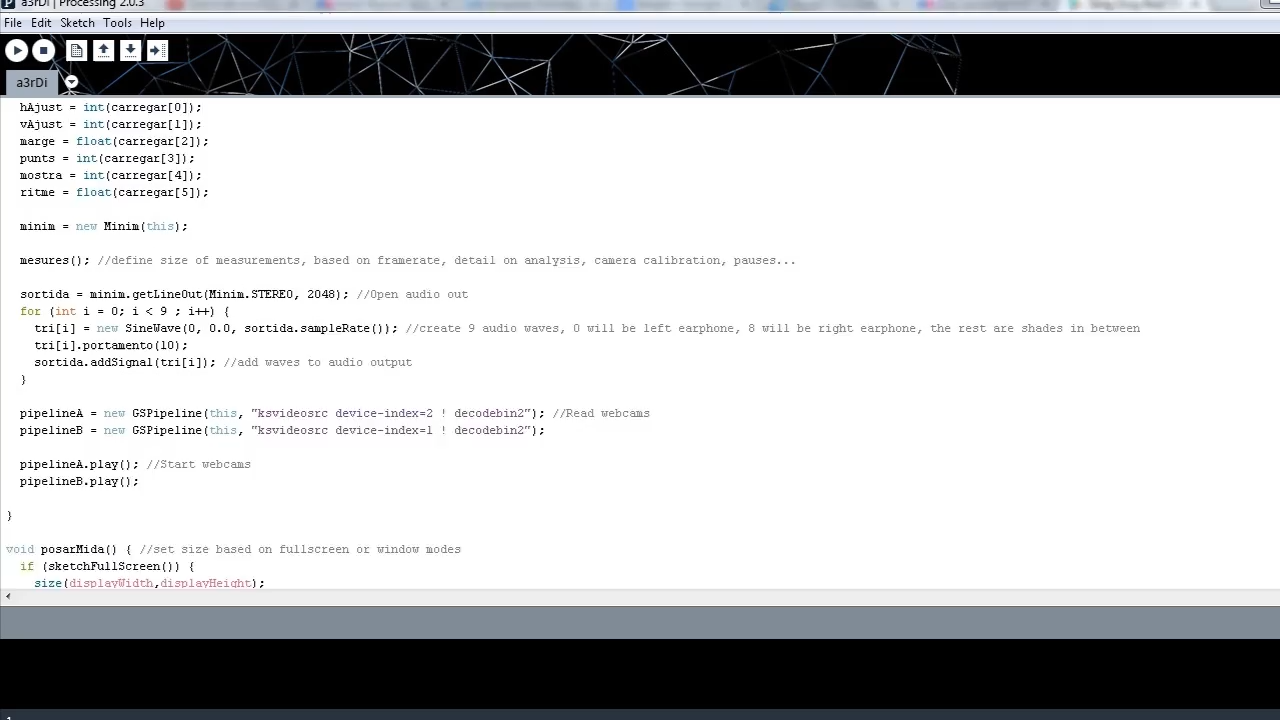 a3rDi | Processing 2.0.3
File Edit Sketch Tools Help
a3rDi
hAjust = int(carregar[0]);
vAjust = int(carregar[1]);
marge = float(carregar[2]);
punts = int(carregar[3]);
mostra = int(carregar[4]);
ritme = float(carregar[5]);
minim = new Minim(this);
mesures(); //define size of measurements, based on framerate, detail on analysis, camera calibration, pauses...
sortida = minim.getLineOut(Minim.STEREO, 2048); //Open audio out
for (int i = 0; i < 9 ; i++) {
tri[i] = new SineWave(0, 0.0, sortida.sampleRate()); //create 9 audio waves, 0 will be left earphone, 8 will be right earphone, the rest are shades in between
tri[i].portamento(10);
sortida.addSignal(tri[i]); //add waves to audio output
}
pipelineA = new GSPipeline(this, "ksvideosrc device-index=2 ! decodebin2"); //Read webcams
pipelineB = new GSPipeline(this, "ksvideosrc device-index=1 ! decodebin2");
pipelineA.play(); //Start webcams
pipelineB.play();
}
void posarMida() { //set size based on fullscreen or window modes
if (sketchFullScreen()) {
size(displayWidth,displayHeight);